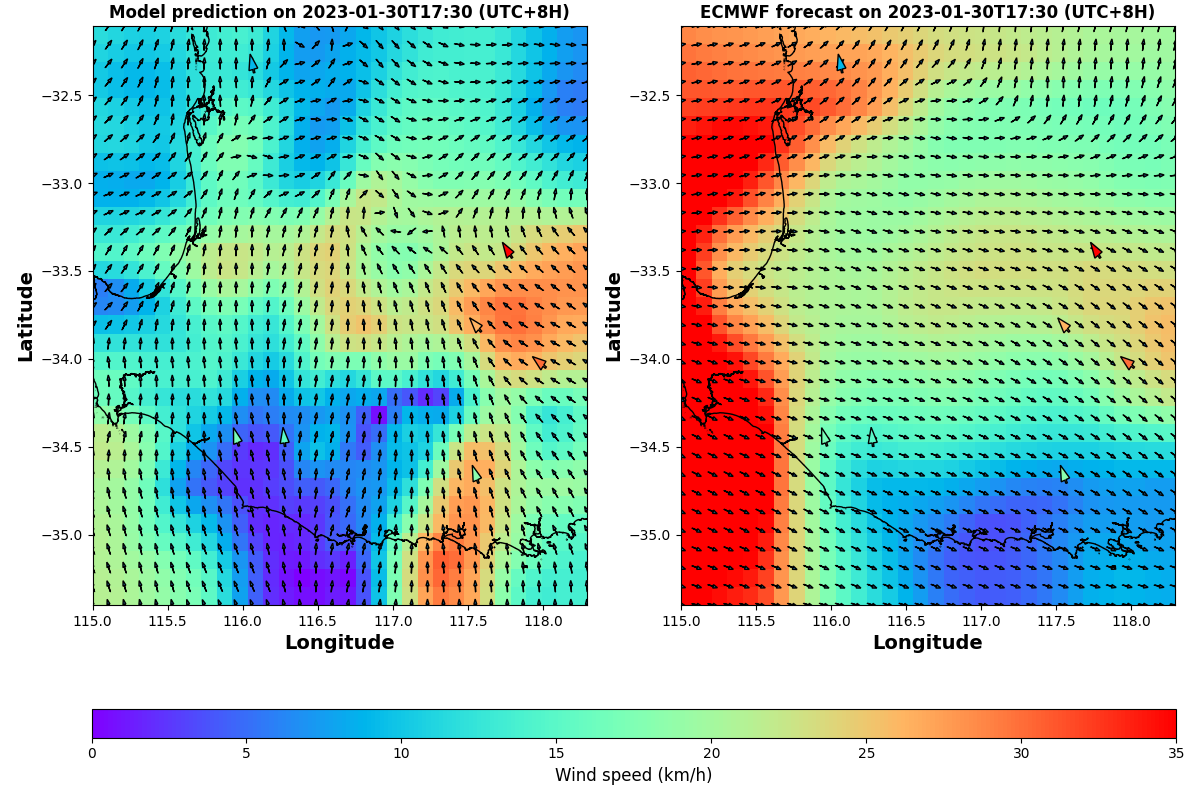 Model prediction on 2023-01-30T17:30 (UTC+8H)
ECMWF forecast on 2023-01-30T17:30 (UTC+8H)
Latitude
−32.5
−33.0
−33.5
−34.0
−34.5
−35.0
115.0 115.5 116.0 116.5 117.0 117.5 118.0
Longitude
Latitude
−32.5
−33.0
−33.5
−34.0
−34.5
−35.0
115.0 115.5 116.0 116.5 117.0 117.5 118.0
Longitude
0 5 10 15 20 25 30 35
Wind speed (km/h)